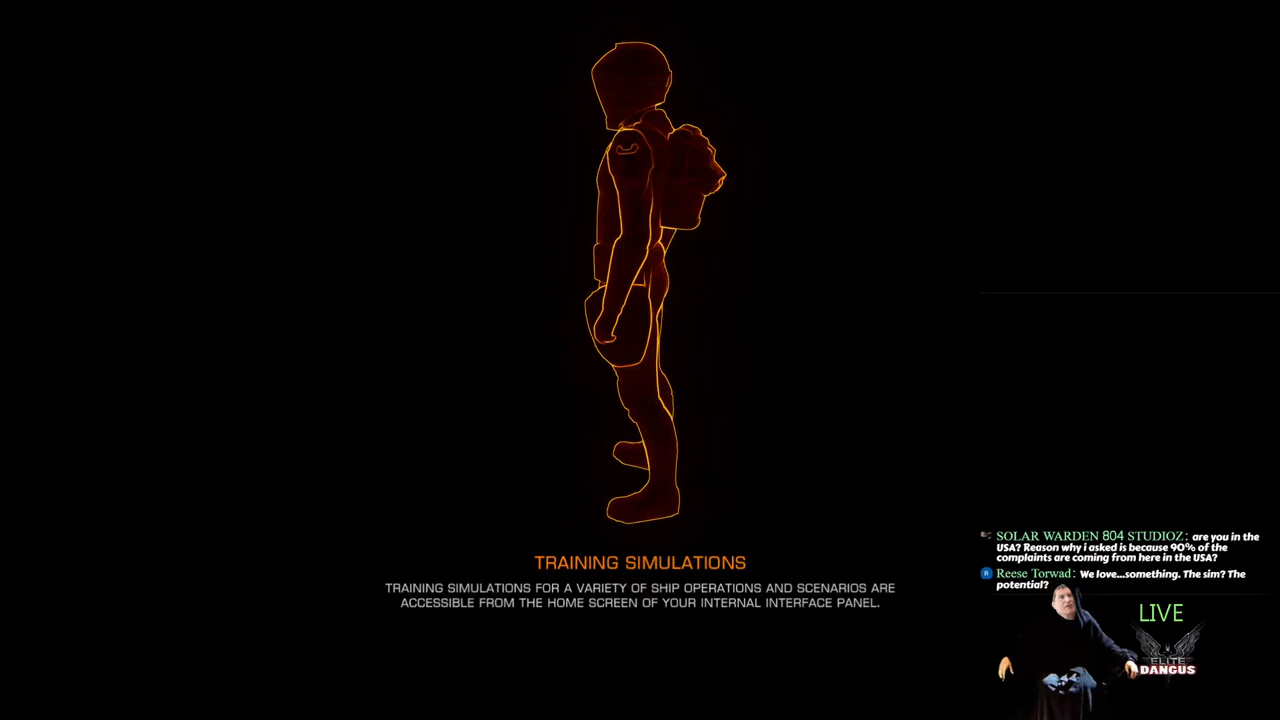 SOLAR WARDEN 804 STUDIOZ: are you in the
USA? Reason why i asked is because 90% of the
complaints are coming from here in the USA?
R Reese Torwad: We love...something. The sim? The
potential?
TRAINING SIMULATIONS
TRAINING SIMULATIONS FOR A VARIETY OF SHIP OPERATIONS AND SCENARIOS ARE
ACCESSIBLE FROM THE HOME SCREEN OF YOUR INTERNAL INTERFACE PANEL.
LIVE
ELITE
DANGUS